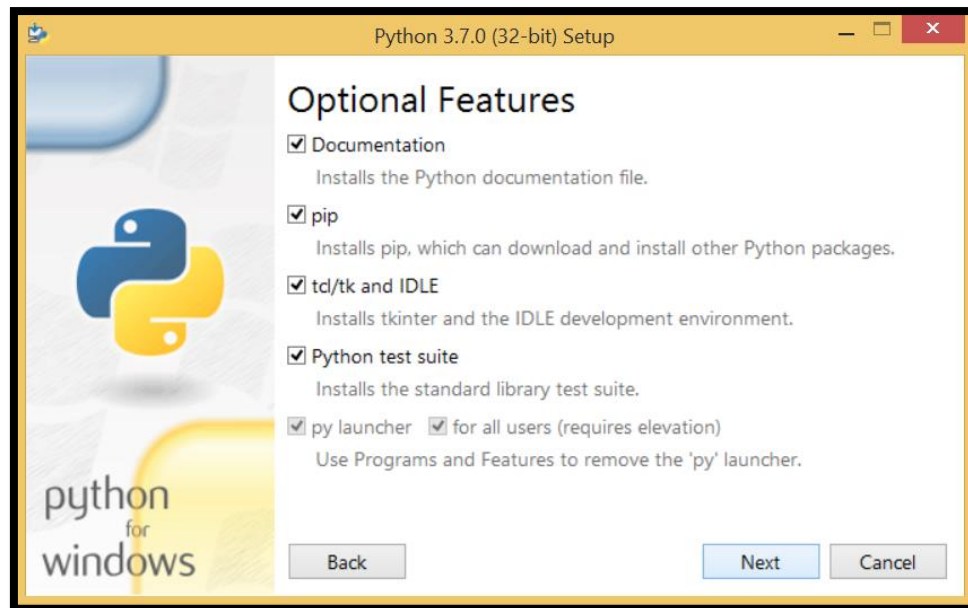 Python 3.7.0 (32-bit) Setup
Optional Features
Documentation
Installs the Python documentation file.
pip
Installs pip, which can download and install other Python packages.
tcl/tk and IDLE
Installs tkinter and the IDLE development environment.
Python test suite
Installs the standard library test suite.
py launcher for all users (requires elevation)
Use Programs and Features to remove the 'py' launcher.
python
for
windows
Back Next Cancel